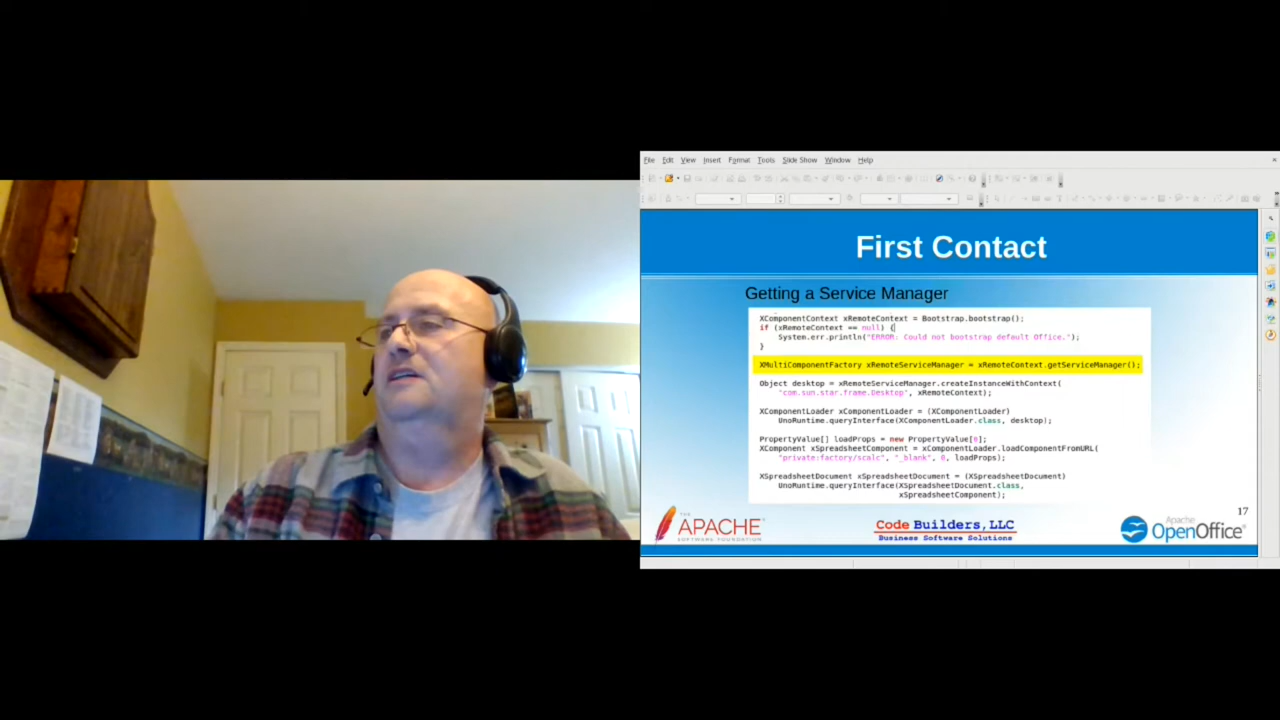 File Edit View Insert Format Tools Slide Show Window Help
First Contact
Getting a Service Manager
XComponentContext xRemoteContext = Bootstrap.bootstrap();
if (xRemoteContext == null) {
System.err.println("ERROR: Could not bootstrap default Office.");
}
XMultiComponentFactory xRemoteServiceManager = xRemoteContext.getServiceManager();
Object desktop = xRemoteServiceManager.createInstanceWithContext(
"com.sun.star.frame.Desktop", xRemoteContext);
XComponentLoader xComponentLoader = (XComponentLoader)
UnoRuntime.queryInterface(XComponentLoader.class, desktop);
PropertyValue[] loadProps = new PropertyValue[0];
XComponent xSpreadsheetComponent = xComponentLoader.loadComponentFromURL(
"private:factory/scalc", "_blank", 0, loadProps);
XSpreadsheetDocument xSpreadsheetDocument = (XSpreadsheetDocument)
UnoRuntime.queryInterface(XSpreadsheetDocument.class,
xSpreadsheetComponent);
17
THE
APACHE
SOFTWARE FOUNDATION
Code Builders, LLC
Business Software Solutions
Apache
OpenOffice